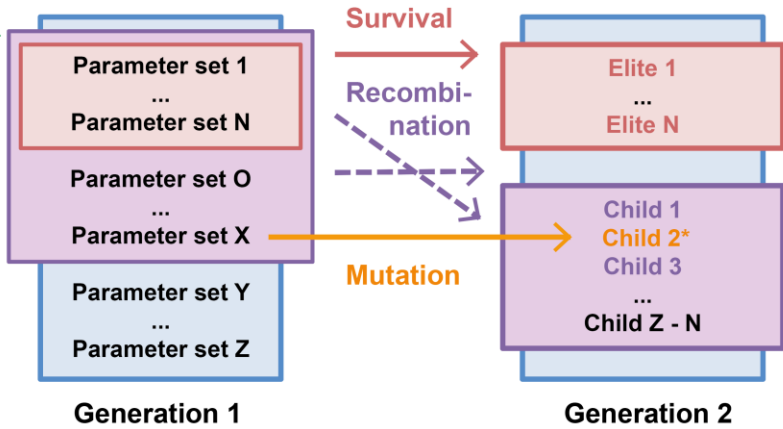 Survival
Parameter set 1
...
Parameter set N
Recombi-
nation
Parameter set O
...
Parameter set X
Mutation
Parameter set Y
...
Parameter set Z
Generation 1
Elite 1
...
Elite N
Child 1
Child 2*
Child 3
...
Child Z - N
Generation 2